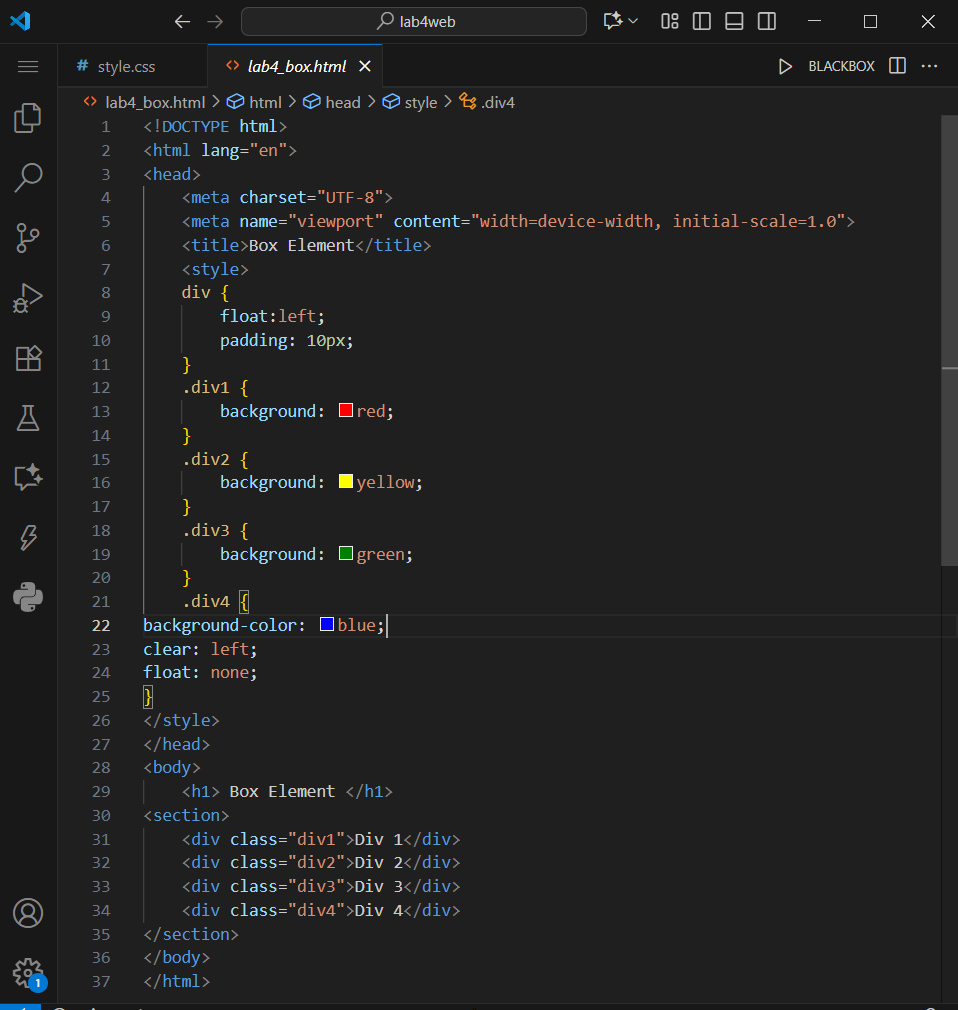 lab4web
# style.css
<> lab4_box.html
BLACKBOX
<> lab4_box.html > html > head > style > .div4
1 <!DOCTYPE html>
2 <html lang="en">
3 <head>
4     <meta charset="UTF-8">
5     <meta name="viewport" content="width=device-width, initial-scale=1.0">
6     <title>Box Element</title>
7     <style>
8     div {
9         float:left;
10         padding: 10px;
11     }
12     .div1 {
13         background: red;
14     }
15     .div2 {
16         background: yellow;
17     }
18     .div3 {
19         background: green;
20     }
21     .div4 {
22 background-color: blue;
23 clear: left;
24 float: none;
25 }
26 </style>
27 </head>
28 <body>
29     <h1> Box Element </h1>
30 <section>
31     <div class="div1">Div 1</div>
32     <div class="div2">Div 2</div>
33     <div class="div3">Div 3</div>
34     <div class="div4">Div 4</div>
35 </section>
36 </body>
37 </html>
1